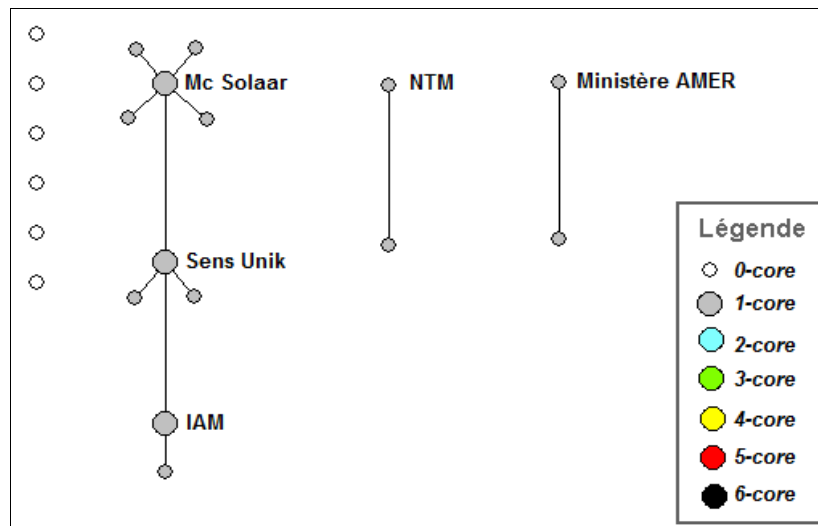 Mc Solaar
NTM
Ministère AMER
Sens Unik
IAM
Légende
0-core
1-core
2-core
3-core
4-core
5-core
6-core